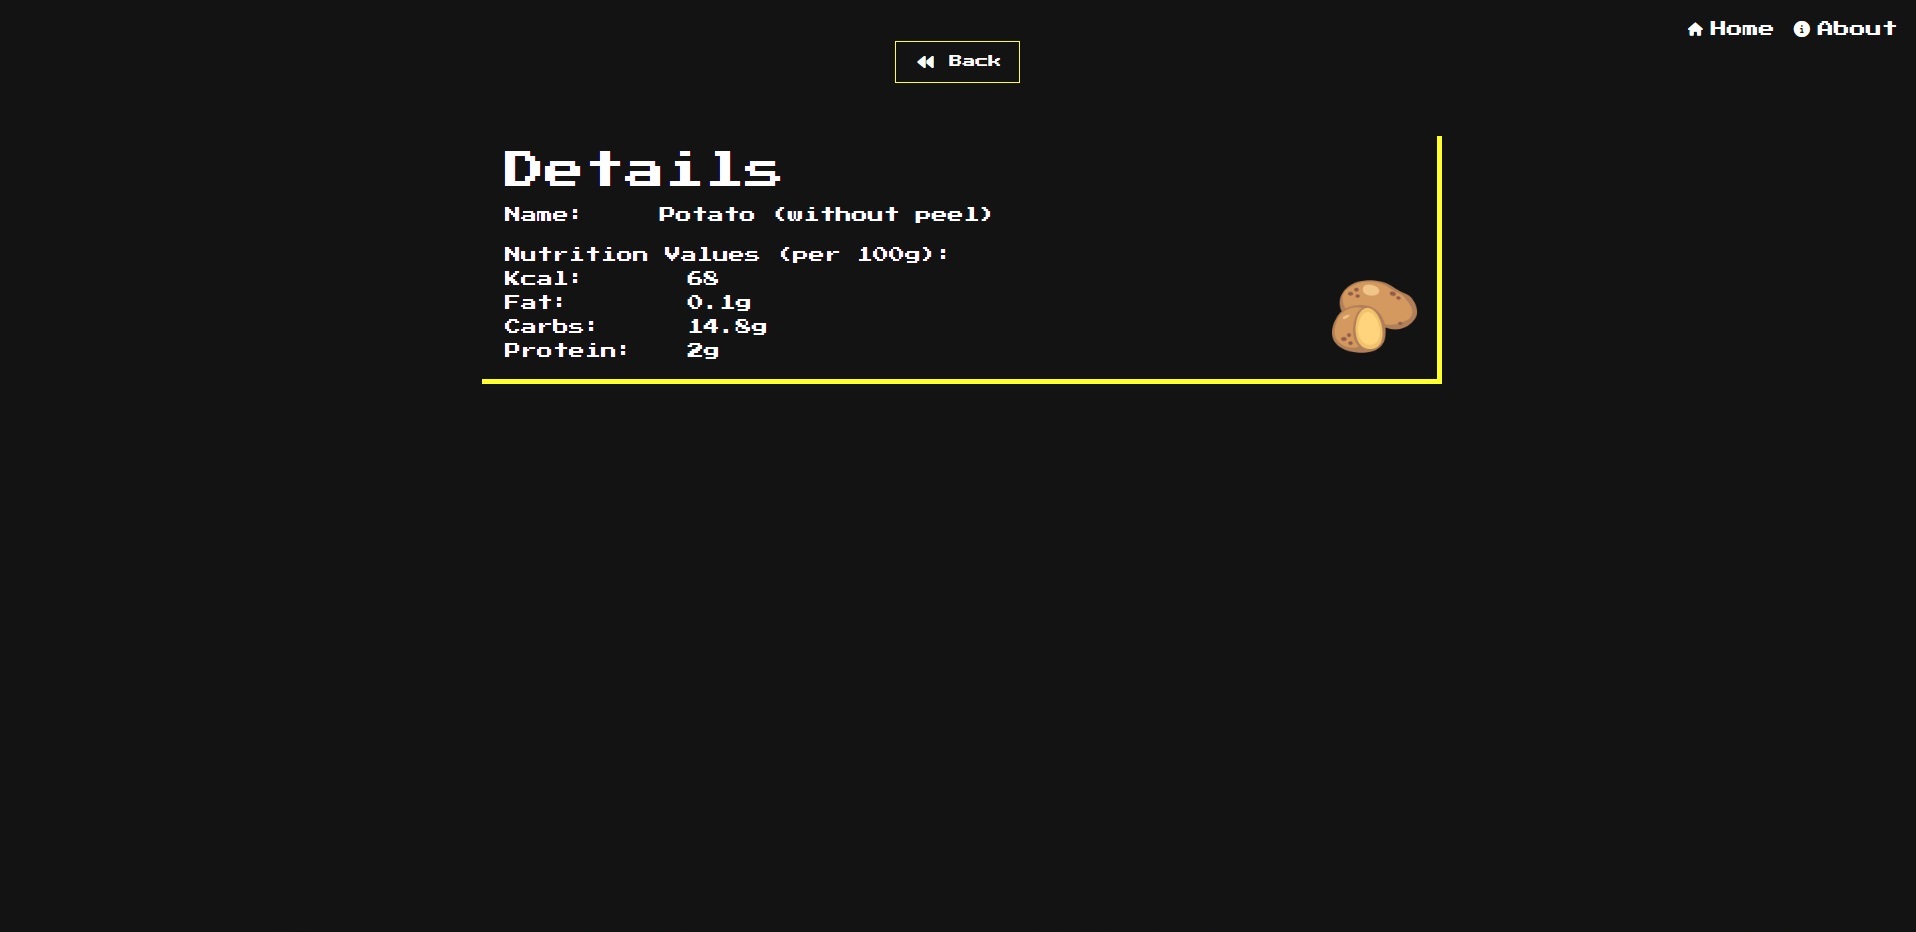 Home About
Back
Details
Name: Potato (without peel)
Nutrition Values (per 100g):
Kcal: 68
Fat: 0.1g
Carbs: 14.8g
Protein: 2g